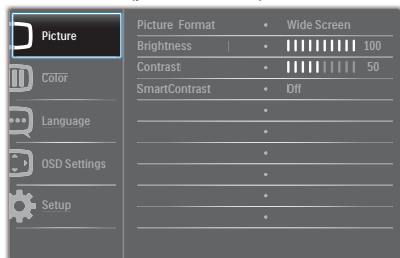 Picture
Color
Language
OSD Settings
Setup
Picture Format • Wide Screen
Brightness • 100
Contrast • 50
SmartContrast • Off
•
•
•
•
•
•